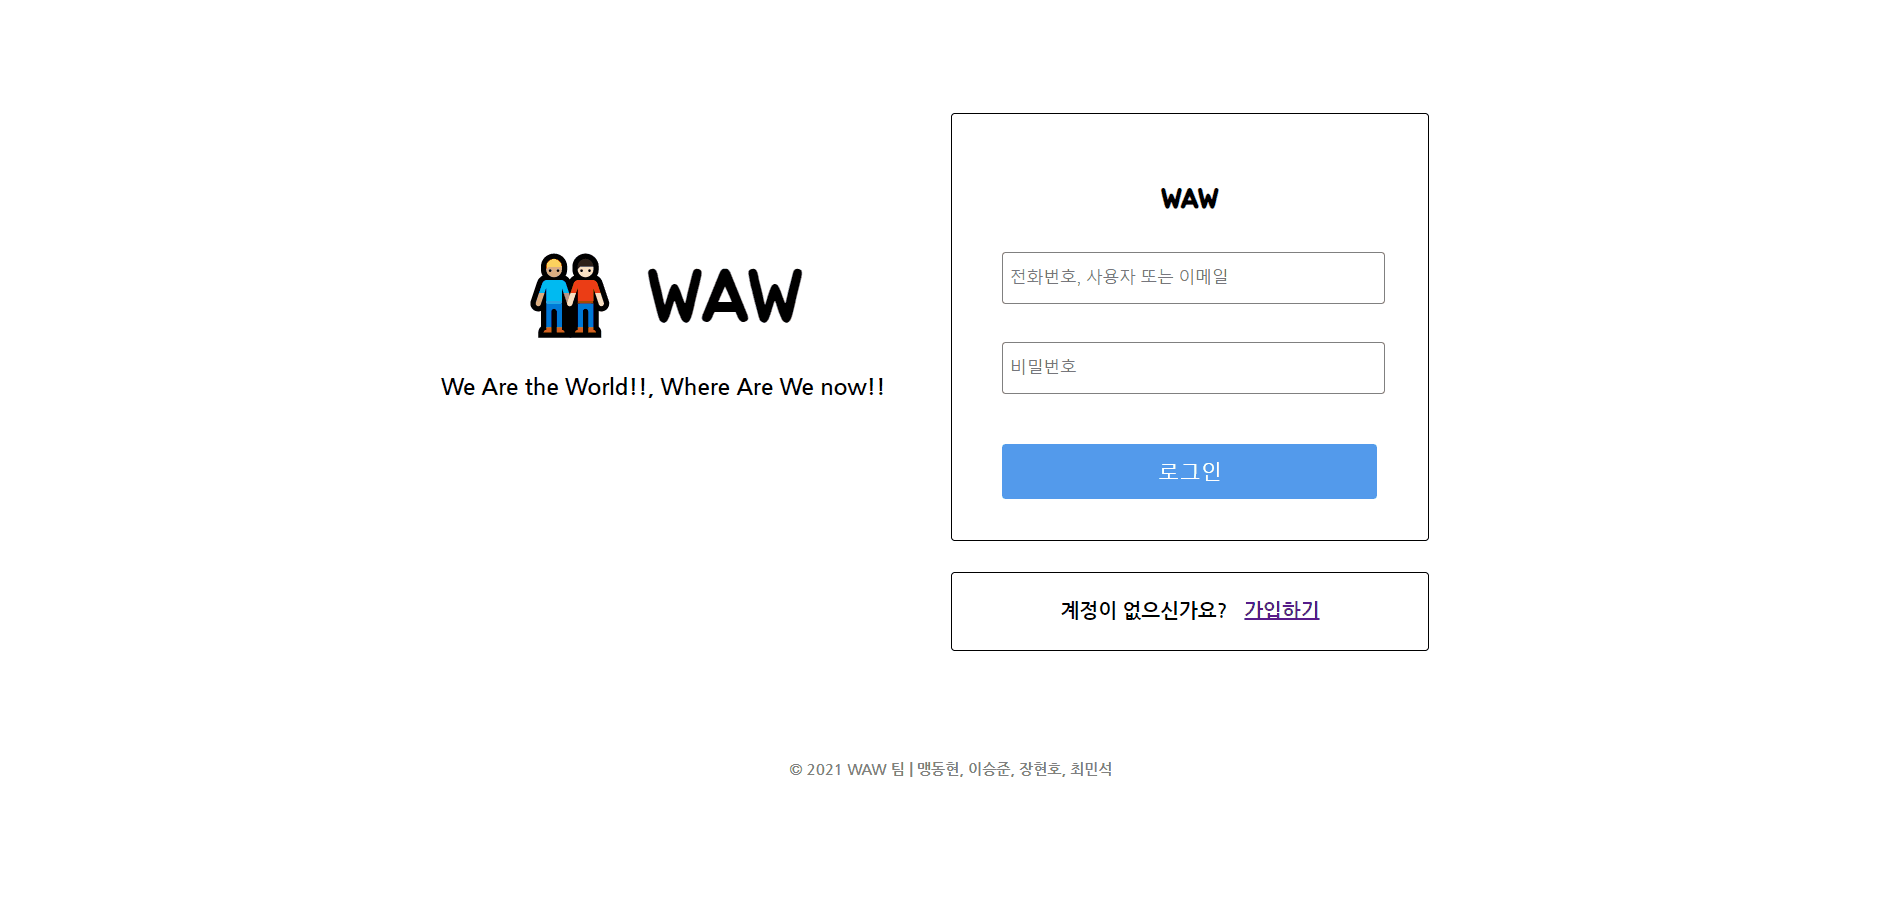 WAW
We Are the World!!, Where Are We now!!
WAW
전화번호, 사용자 또는 이메일
비밀번호
로그인
계정이 없으신가요? 가입하기
© 2021 WAW 팀 | 맹동현, 이승준, 장현호, 최민석